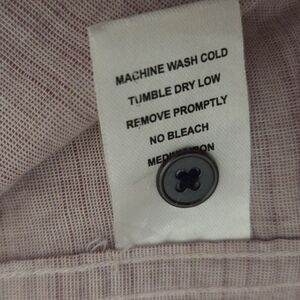 MACHINE WASH COLD
TUMBLE DRY LOW
REMOVE PROMPTLY
NO BLEACH